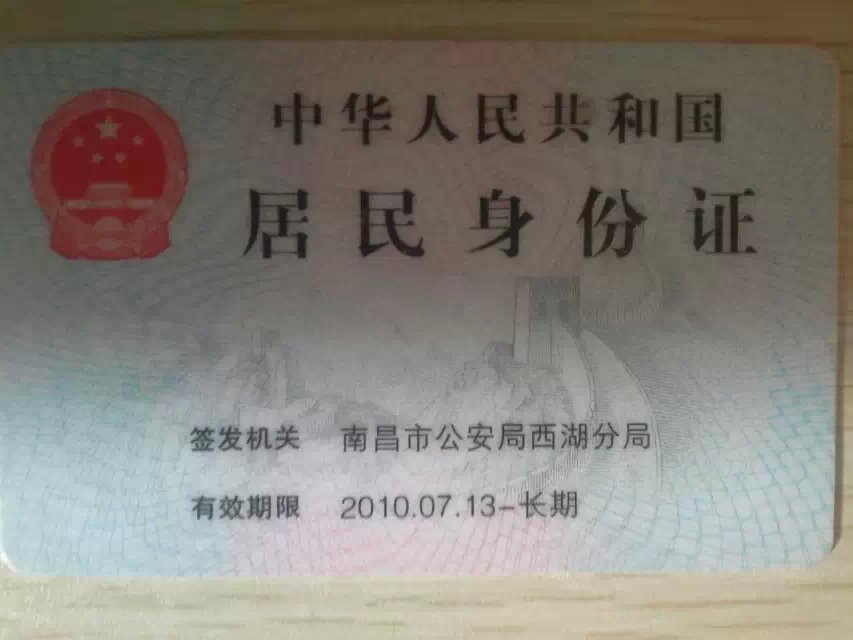 中华人民共和国
居民身份证
签发机关 南昌市公安局西湖分局
有效期限 2010.07.13-长期